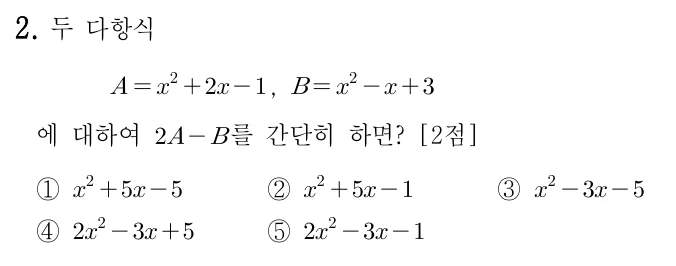 2. 두 다항식
A=x²+2x-1, B=x²-x+3
에 대하여 2A-B를 간단히 하면? [2점]
① x²+5x-5 ② x²+5x-1 ③ x²-3x-5
④ 2x²-3x+5 ⑤ 2x²-3x-1